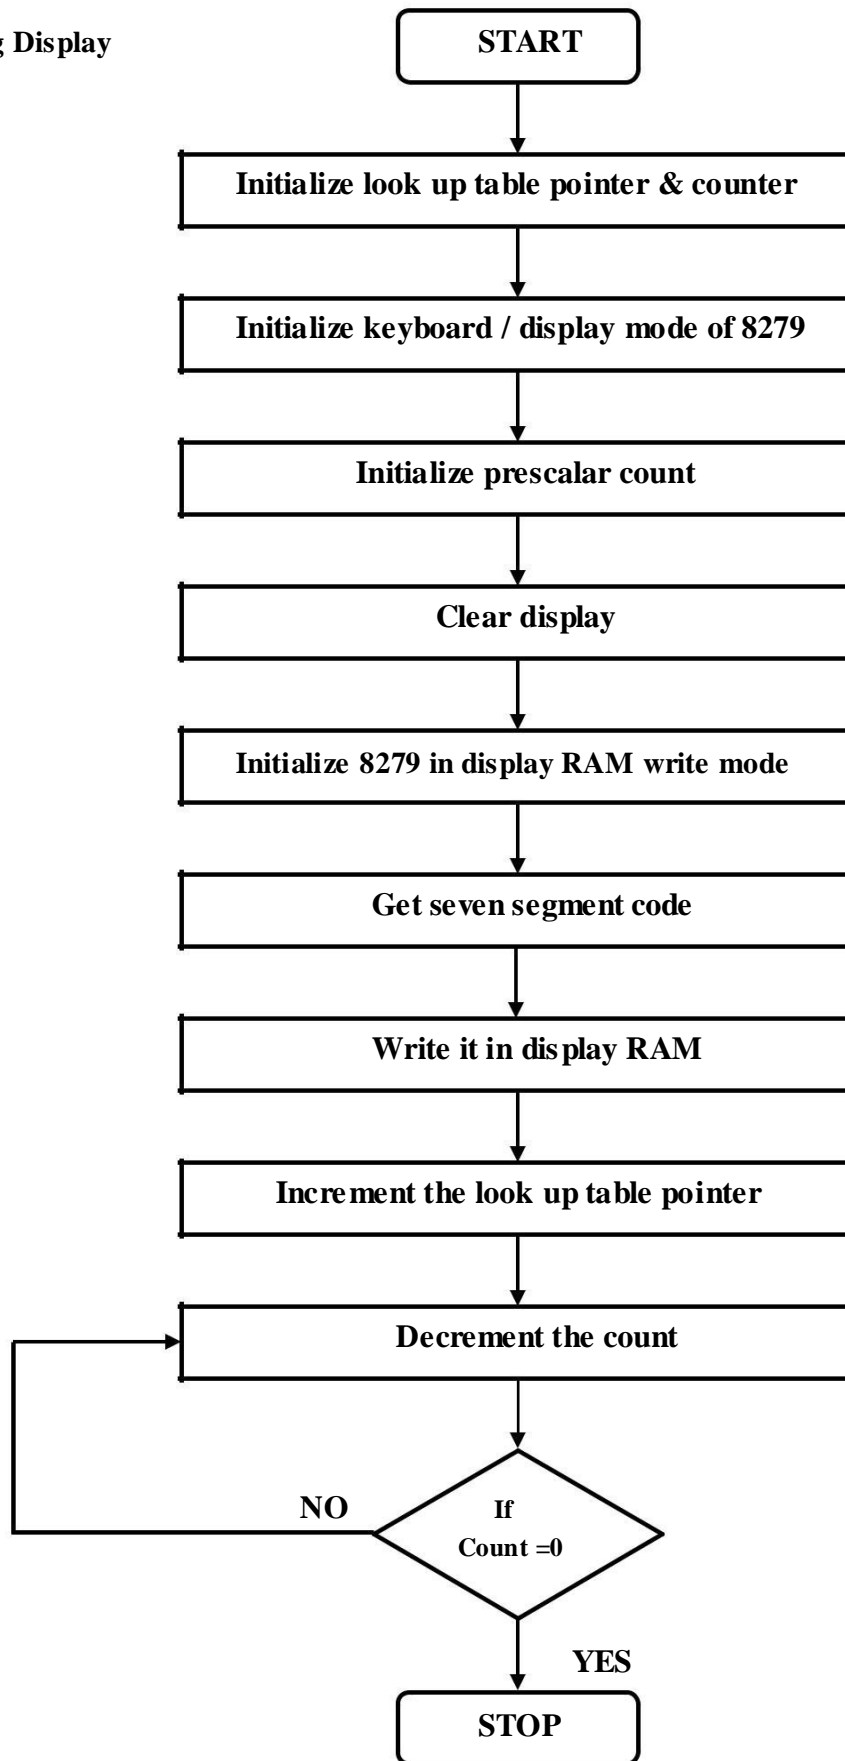 g Display
START
Initialize look up table pointer & counter
Initialize keyboard / display mode of 8279
Initialize prescalar count
Clear display
Initialize 8279 in display RAM write mode
Get seven segment code
Write it in display RAM
Increment the look up table pointer
Decrement the count
NO
If
Count =0
YES
STOP